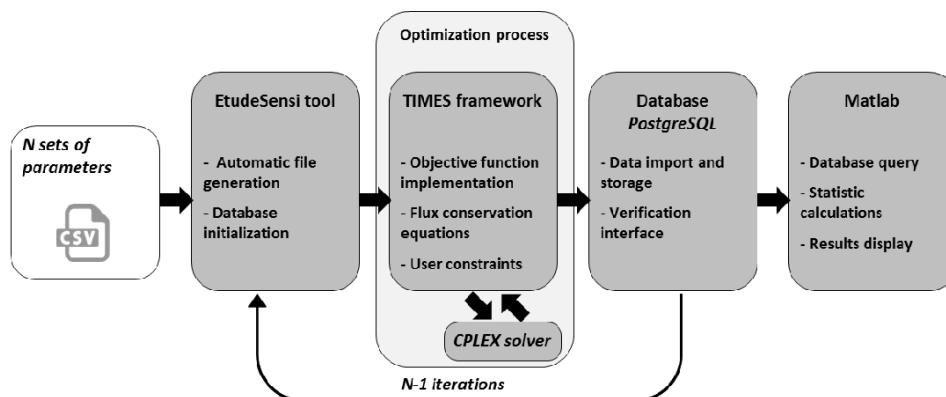 Optimization process
N sets of
parameters
CSV
EtudeSensi tool
- Automatic file
generation
- Database
initialization
TIMES framework
- Objective function
implementation
- Flux conservation
equations
- User constraints
CPLEX solver
Database
PostgreSQL
- Data import and
storage
- Verification
interface
Matlab
- Database query
- Statistic
calculations
- Results display
N-1 iterations